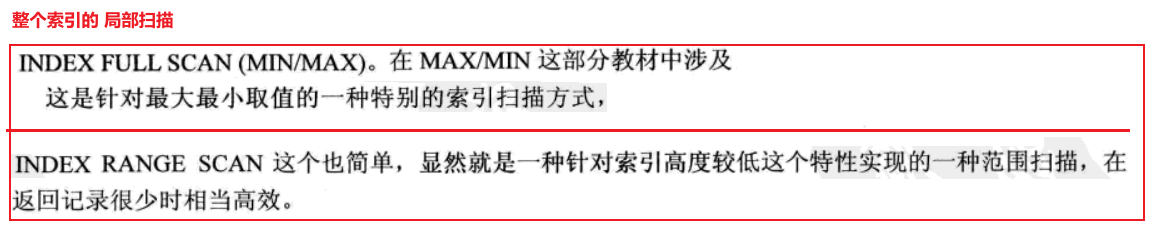 整个索引的 局部扫描
INDEX FULL SCAN (MIN/MAX)。在 MAX/MIN 这部分教材中涉及
这是针对最大最小取值的一种特别的索引扫描方式，
INDEX RANGE SCAN 这个也简单，显然就是一种针对索引高度较低这个特性实现的一种范围扫描，在
返回记录很少时相当高效。